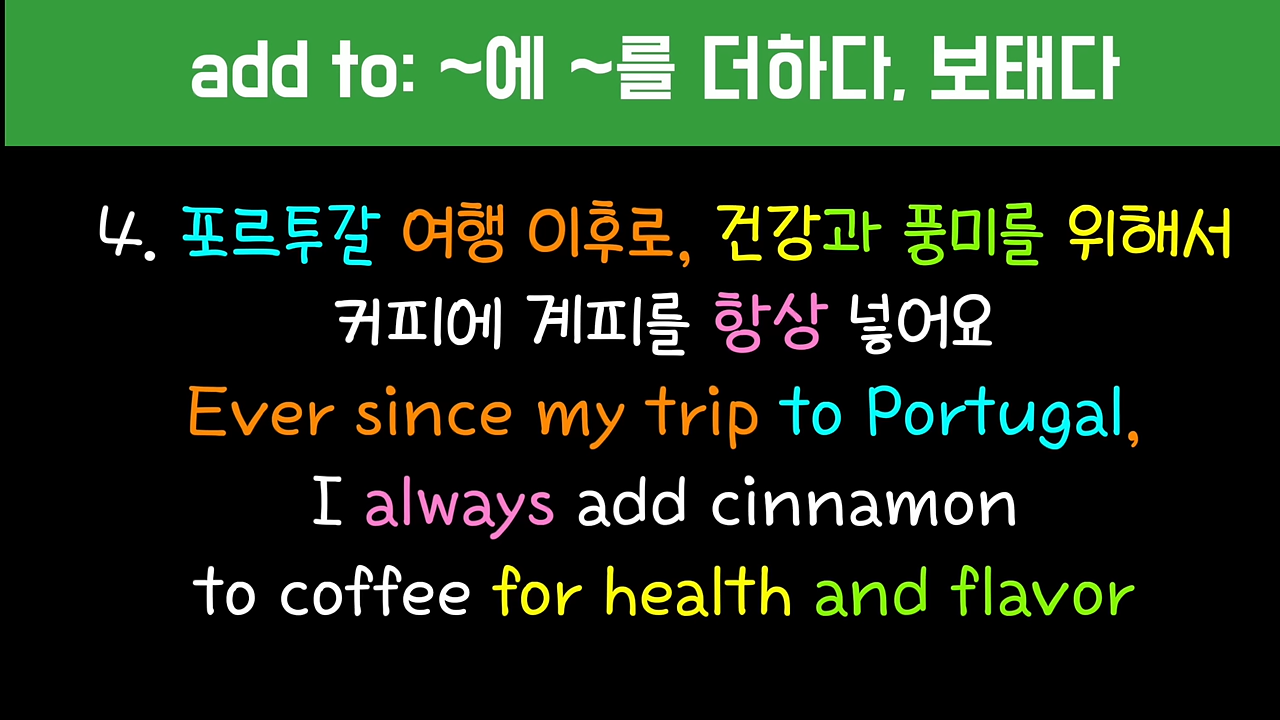 add to: ~에 ~를 더하다, 보태다
4. 포르투갈 여행 이후로, 건강과 풍미를 위해서
커피에 계피를 항상 넣어요
Ever since my trip to Portugal,
I always add cinnamon
to coffee for health and flavor